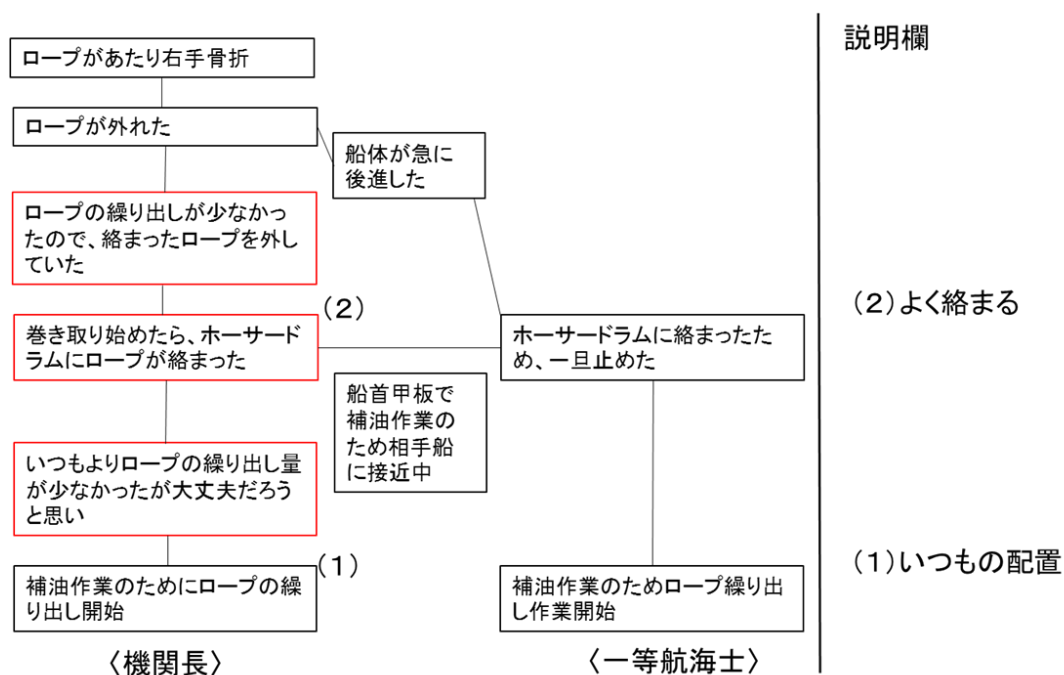 説明欄
ロープがあたり右手骨折
ロープが外れた
船体が急に
後進した
ロープの繰り出しが少なかっ
たので、絡まったロープを外し
ていた
（２）
（２）よく絡まる
巻き取り始めたら、ホーサード
ラムにロープが絡まった
ホーサードラムに絡まったた
め、一旦止めた
船首甲板で
補油作業の
ため相手船
に接近中
いつもよりロープの繰り出し量
が少なかったが大丈夫だろう
と思い
（１）
（１）いつもの配置
補油作業のためにロープの繰
り出し開始
補油作業のためロープ繰り出
し作業開始
〈機関長〉
〈一等航海士〉